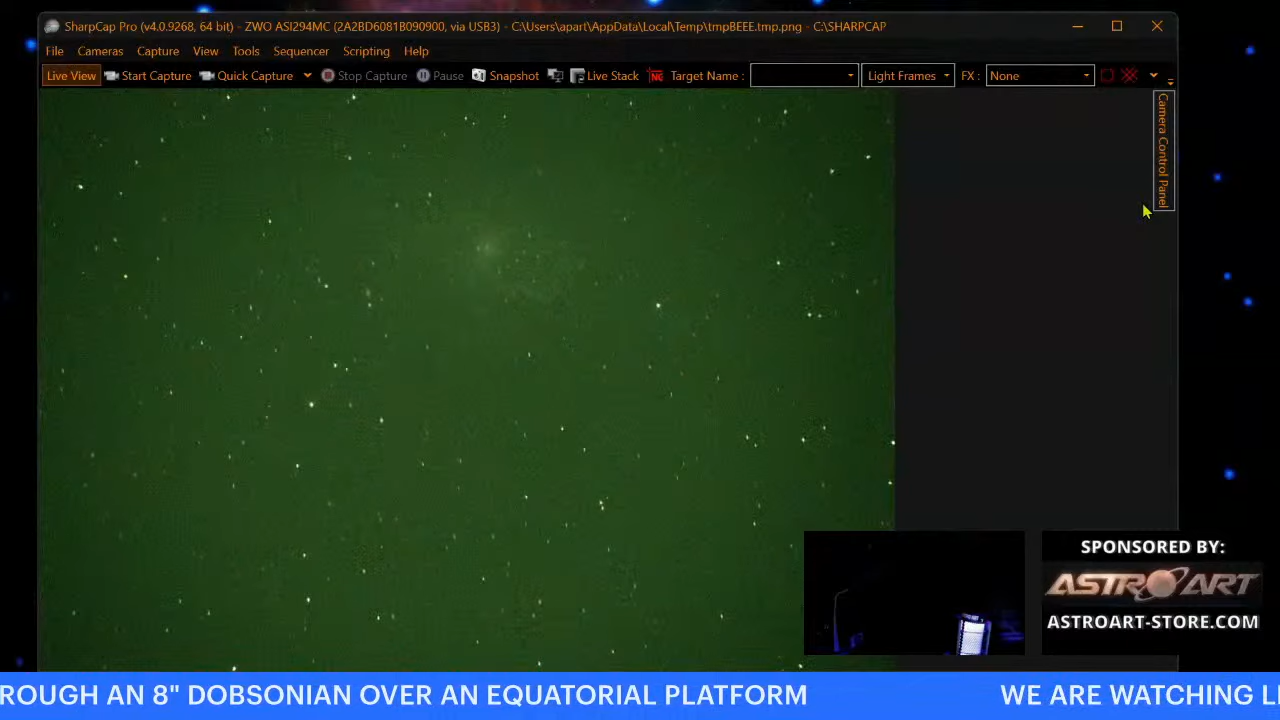 SharpCap Pro (v4.0.9268, 64 bit) - ZWO ASI294MC (2A2BD6081B090900, via USB3) - C:\Users\apart\AppData\Local\Temp\tmpBEEE.tmp.png - C:\SHARPCAP
File Cameras Capture View Tools Sequencer Scripting Help
Live View Start Capture Quick Capture Stop Capture Pause Snapshot Live Stack NC Target Name : Light Frames FX : None
Camera Control Panel
SPONSORED BY:
ASTROART
ASTROART-STORE.COM
ROUGH AN 8" DOBSONIAN OVER AN EQUATORIAL PLATFORM WE ARE WATCHING LI